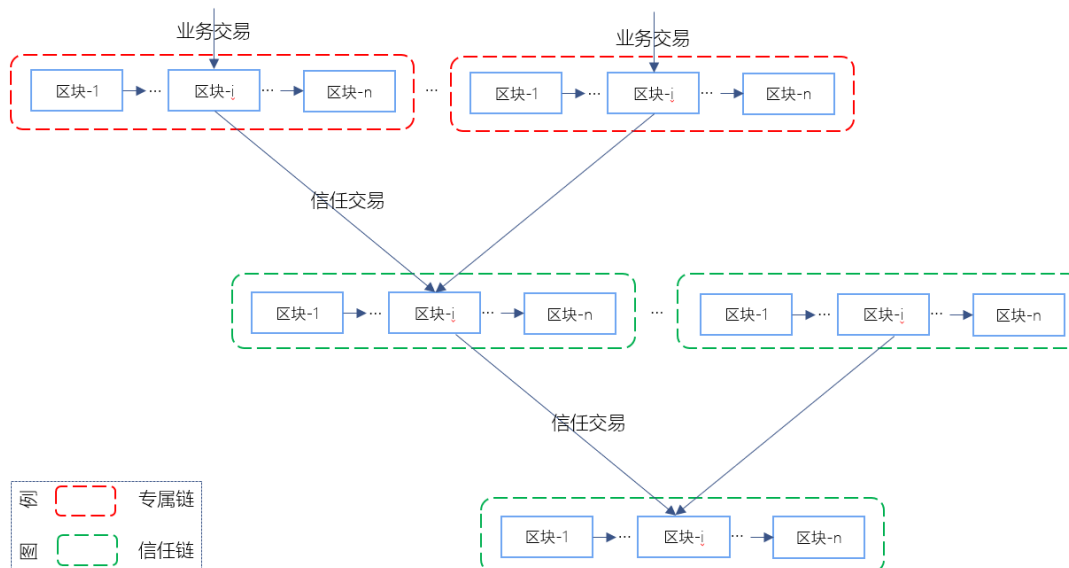 业务交易
业务交易
区块-1 ... 区块-i ... 区块-n ... 区块-1 ... 区块-i ... 区块-n
信任交易
区块-1 ... 区块-i ... 区块-n ... 区块-1 ... 区块-i ... 区块-n
信任交易
图例
专属链
信任链
区块-1 ... 区块-i ... 区块-n